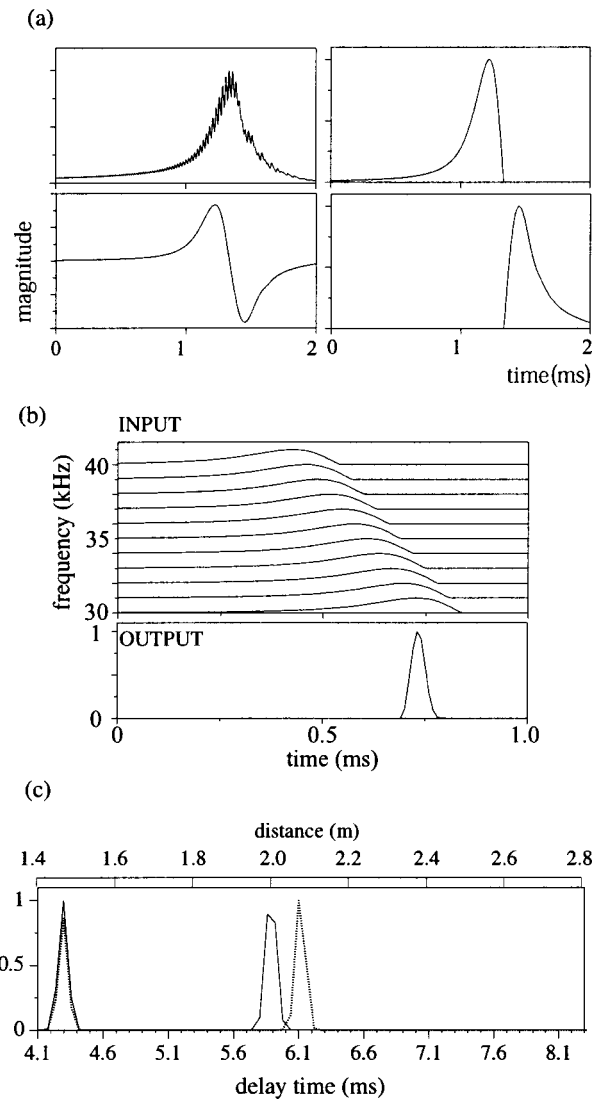 (a)
magnitude
0 1 2 0 1 2
time(ms)
(b)
INPUT
frequency (kHz)
40
35
30
OUTPUT
1
0
0 0.5 1.0
time (ms)
(c)
distance (m)
1.4 1.6 1.8 2.0 2.2 2.4 2.6 2.8
1
0.5
0
4.1 4.6 5.1 5.6 6.1 6.6 7.1 7.6 8.1
delay time (ms)